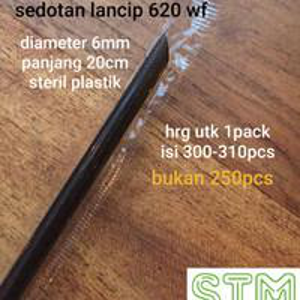 sedotan lancip 620 wf
diameter 6mm
panjang 20cm
steril plastik
hrg utk 1pack
isi 300-310pcs
bukan 250pcs
STM